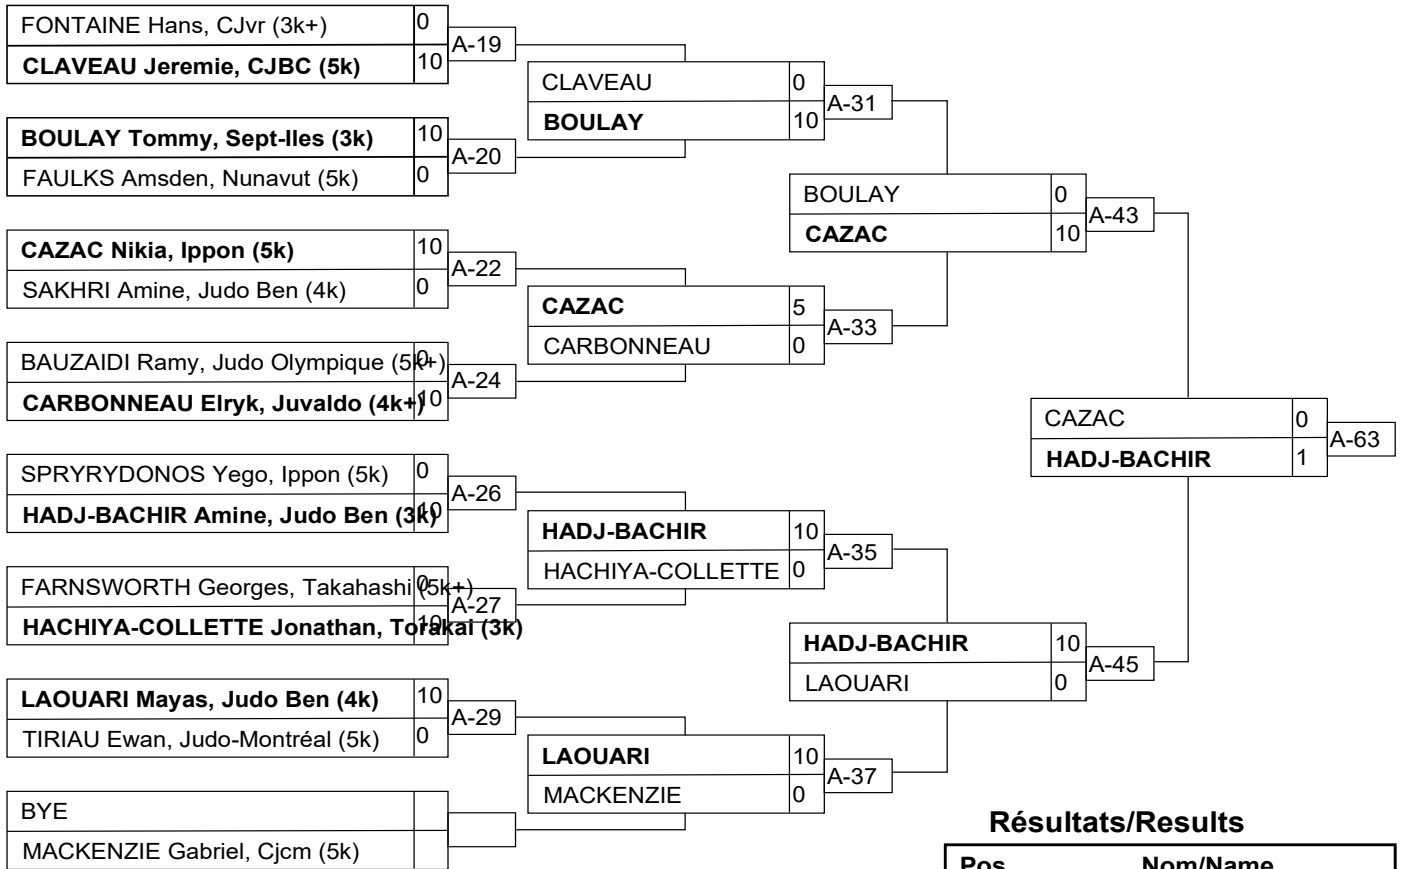 FONTAINE Hans, CJvr (3k+) 0
A-19
CLAVEAU Jeremie, CJBC (5k) 10
CLAVEAU 0
A-31
BOULAY 10
BOULAY Tommy, Sept-Iles (3k) 10
A-20
FAULKS Amsden, Nunavut (5k) 0
BOULAY 0
A-43
CAZAC 10
CAZAC Nikia, Ippon (5k) 10
A-22
SAKHRI Amine, Judo Ben (4k) 0
CAZAC 5
A-33
CARBONNEAU 0
BAUZAIDI Ramy, Judo Olympique (5k+) 0
A-24
CARBONNEAU Elryk, Juvaldo (4k+) 10
CAZAC 0
A-63
HADJ-BACHIR 1
SPRYRYDONOS Yego, Ippon (5k) 0
A-26
HADJ-BACHIR Amine, Judo Ben (3k) 10
HADJ-BACHIR 10
A-35
HACHIYA-COLLETTE 0
FARNSWORTH Georges, Takahashi (5k+) 0
A-27
HACHIYA-COLLETTE Jonathan, Torakai (3k) 10
HADJ-BACHIR 10
A-45
LAOUARI 0
LAOUARI Mayas, Judo Ben (4k) 10
A-29
TIRIAU Ewan, Judo-Montréal (5k) 0
LAOUARI 10
A-37
MACKENZIE 0
BYE
MACKENZIE Gabriel, Cjcm (5k)
Résultats/Results
Pos Nom/Name